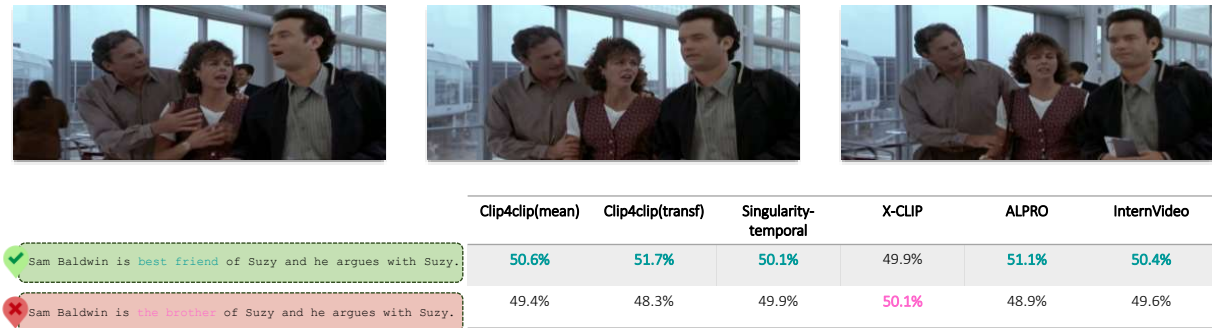 Clip4clip(mean) Clip4clip(transf) Singularity- X-CLIP ALPRO InternVideo
temporal
Sam Baldwin is best friend of Suzy and he argues with Suzy. 50.6% 51.7% 50.1% 49.9% 51.1% 50.4%
Sam Baldwin is the brother of Suzy and he argues with Suzy. 49.4% 48.3% 49.9% 50.1% 48.9% 49.6%